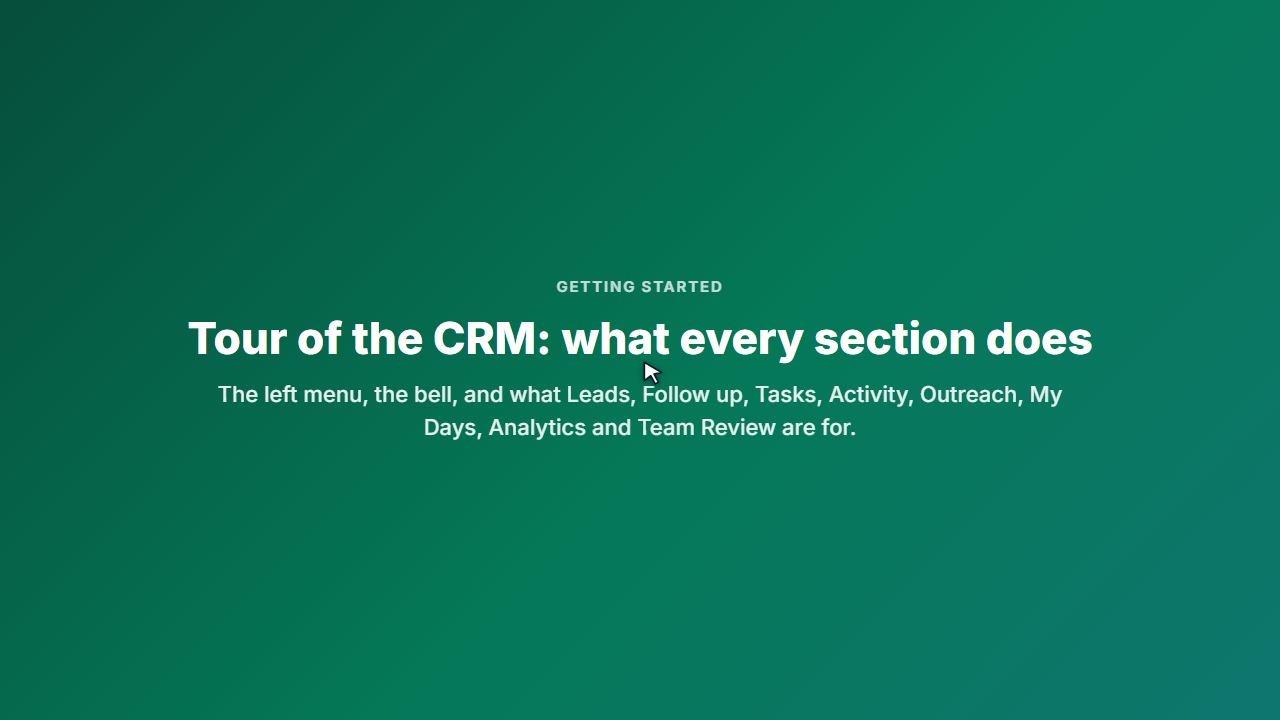 GETTING STARTED
Tour of the CRM: what every section does
The left menu, the bell, and what Leads, Follow up, Tasks, Activity, Outreach, My
Days, Analytics and Team Review are for.